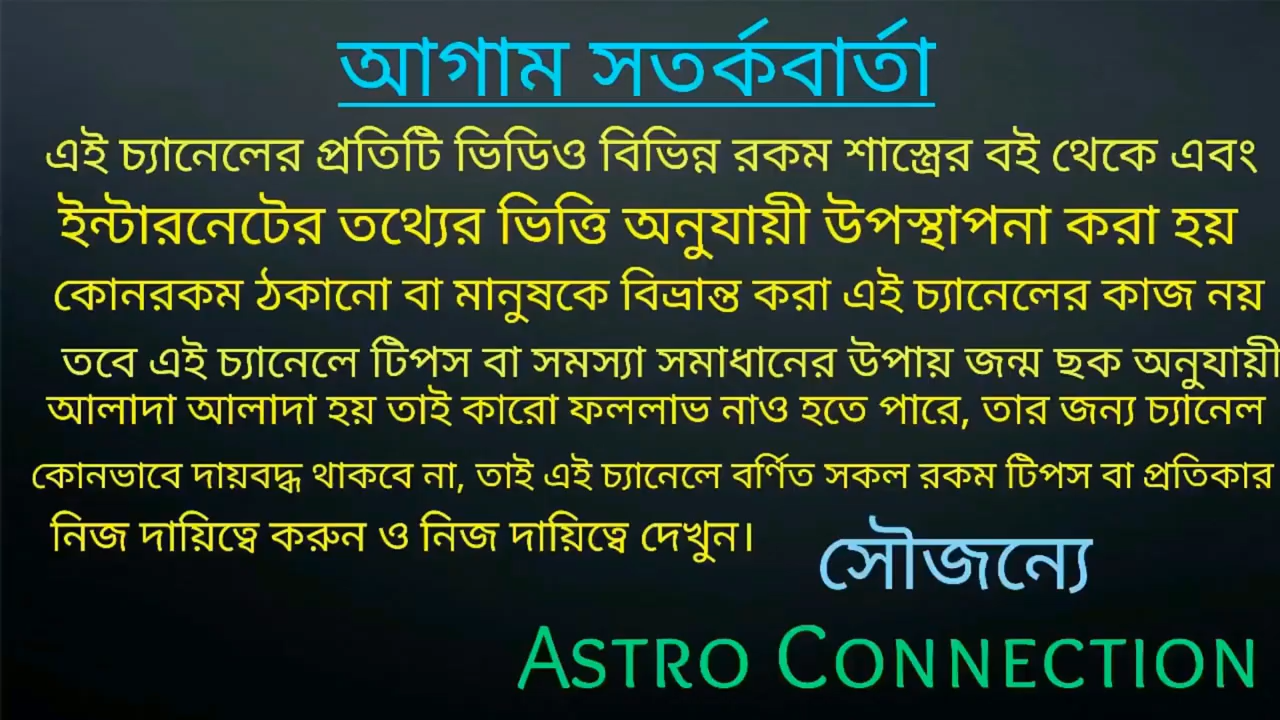 আগাম সতর্কবার্তা
এই চ্যানেলের প্রতিটি ভিডিও বিভিন্ন রকম শাস্ত্রের বই থেকে এবং
ইন্টারনেটের তথ্যের ভিত্তি অনুযায়ী উপস্থাপনা করা হয়
কোনরকম ঠকানো বা মানুষকে বিভ্রান্ত করা এই চ্যানেলের কাজ নয়
তবে এই চ্যানেলে টিপস বা সমস্যা সমাধানের উপায় জন্ম ছক অনুযায়ী
আলাদা আলাদা হয় তাই কারো ফললাভ নাও হতে পারে, তার জন্য চ্যানেল
কোনভাবে দায়বদ্ধ থাকবে না, তাই এই চ্যানেলে বর্ণিত সকল রকম টিপস বা প্রতিকার
নিজ দায়িত্বে করুন ও নিজ দায়িত্বে দেখুন।
সৌজন্যে
ASTRO CONNECTION